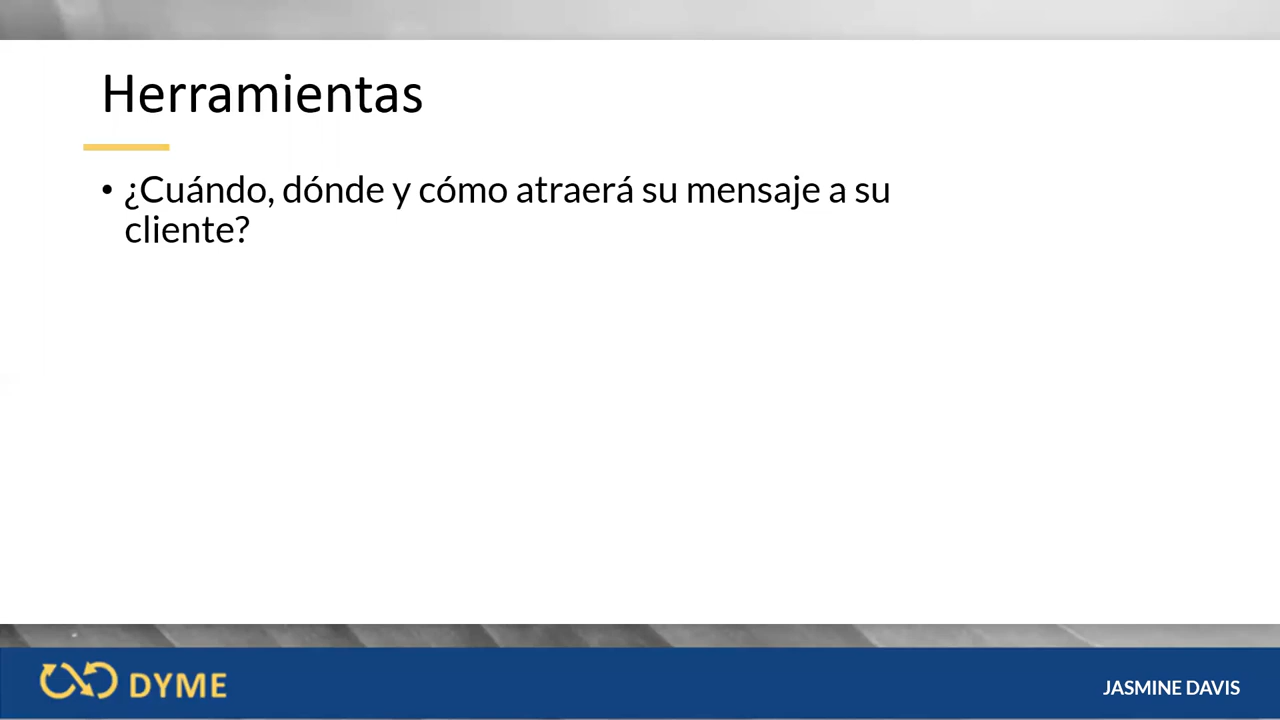 Herramientas
• ¿Cuándo, dónde y cómo atraerá su mensaje a su
cliente?
DYME
JASMINE DAVIS